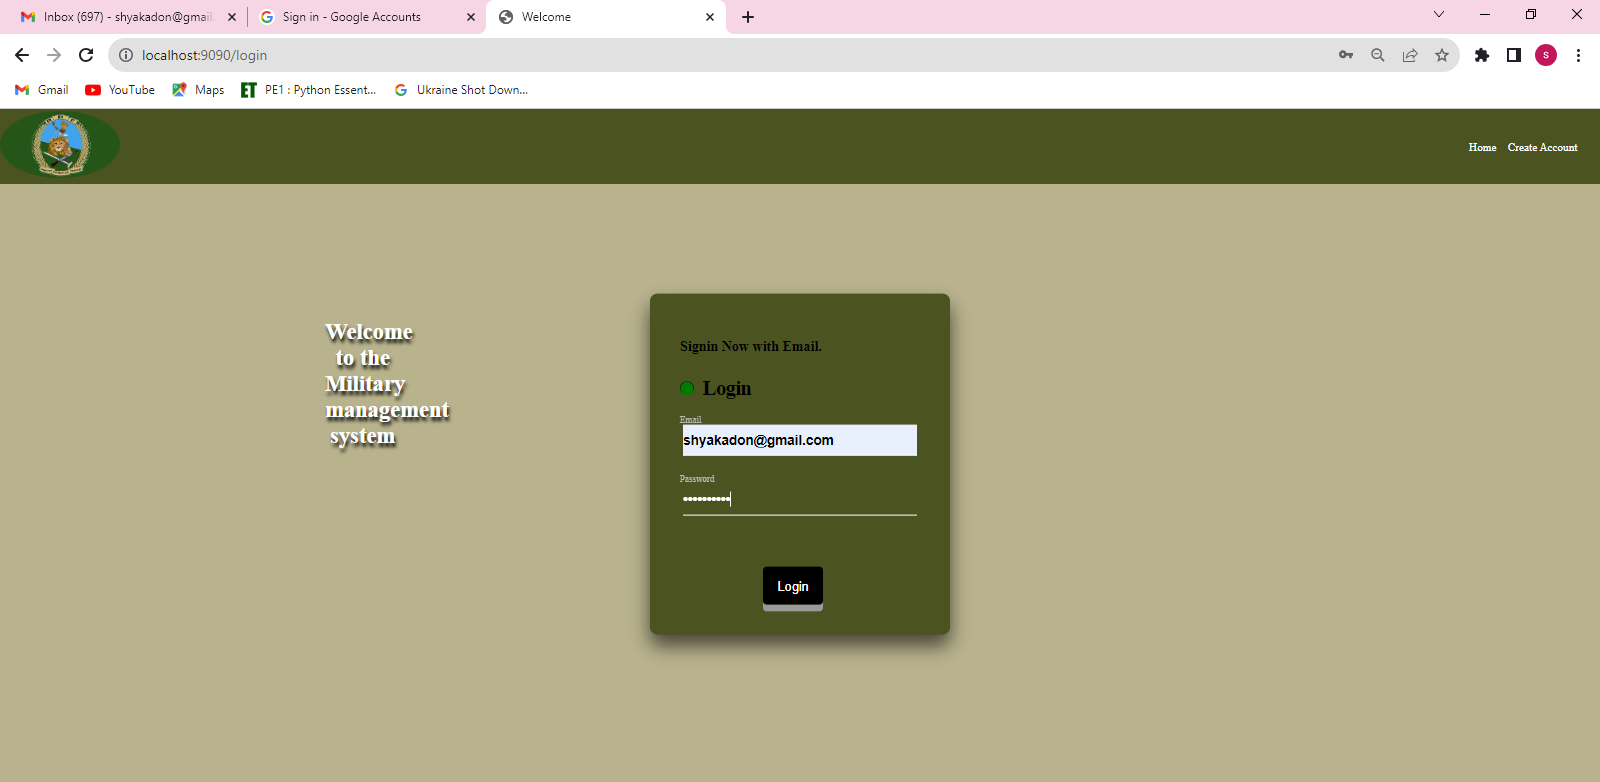 Inbox (697) - shyakadon@gmail.
Sign in - Google Accounts
Welcome
localhost:9090/login
S
Gmail
YouTube
Maps
ET
PE1 : Python Essent...
Ukraine Shot Down...
Home
Create Account
Welcome
to the
Military
management
system
Signin Now with Email.
Login
Email
shyakadon@gmail.com
Password
••••••••••
Login